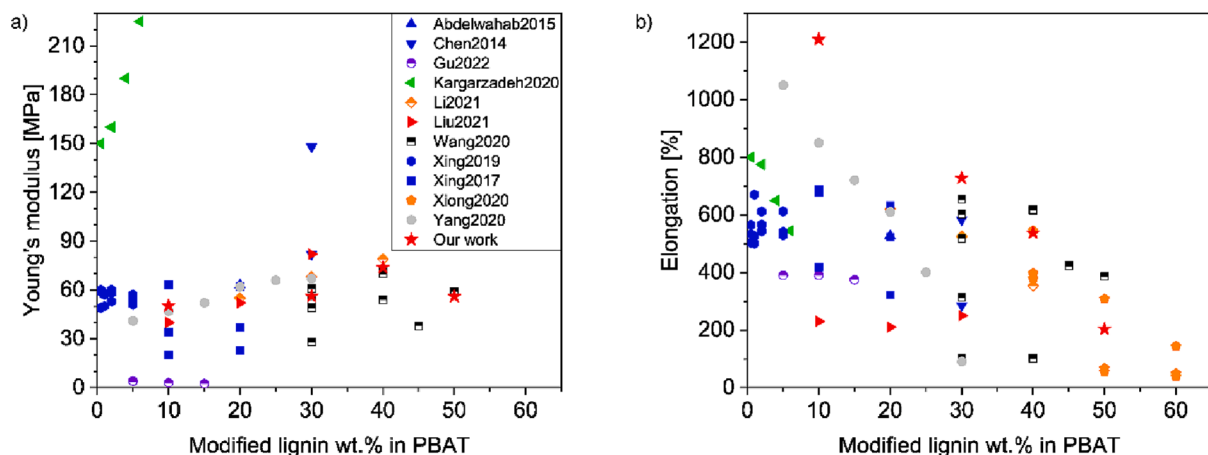 a)
Young's modulus [MPa]
210
180
150
120
90
60
30
0
0
10
20
30
40
50
60
Modified lignin wt.% in PBAT
Abdelwahab2015
Chen2014
Gu2022
Kargarzadeh2020
Li2021
Liu2021
Wang2020
Xing2019
Xing2017
Xiong2020
Yang2020
Our work
b)
Elongation [%]
1200
1000
800
600
400
200
0
0
10
20
30
40
50
60
Modified lignin wt.% in PBAT